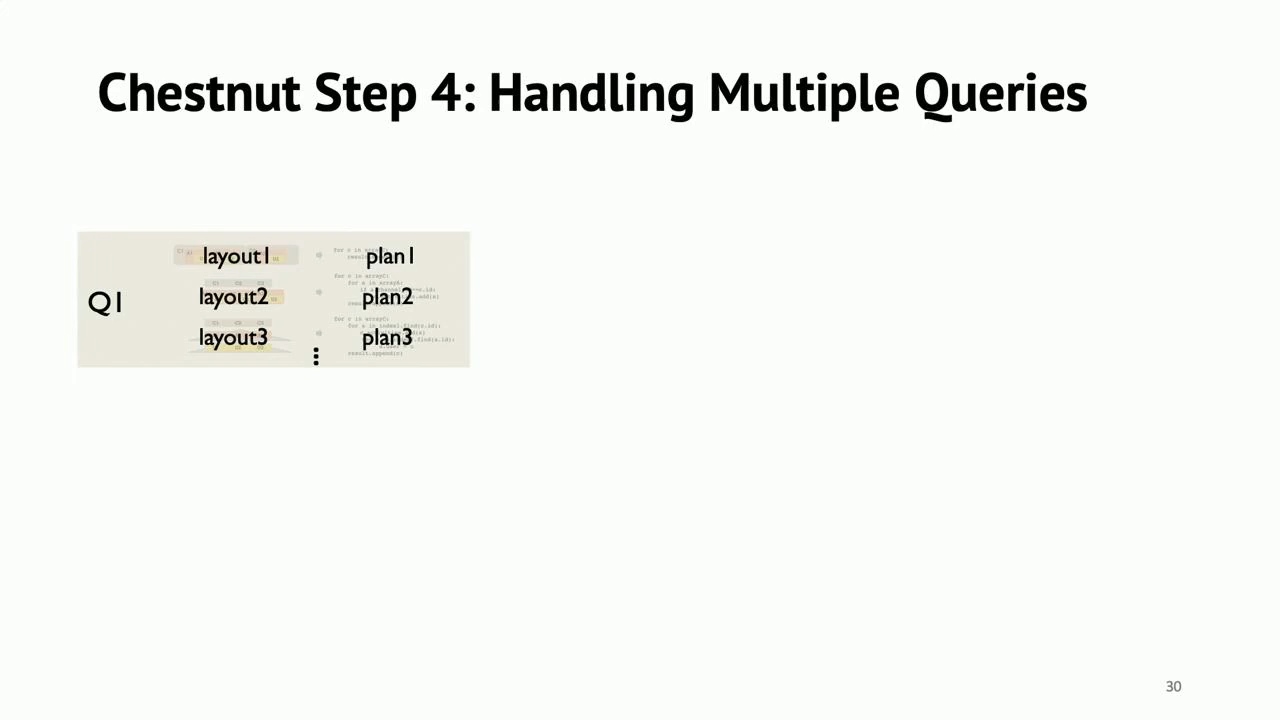 Chestnut Step 4: Handling Multiple Queries
Q1
layout1 plan1
layout2 plan2
layout3 plan3
30